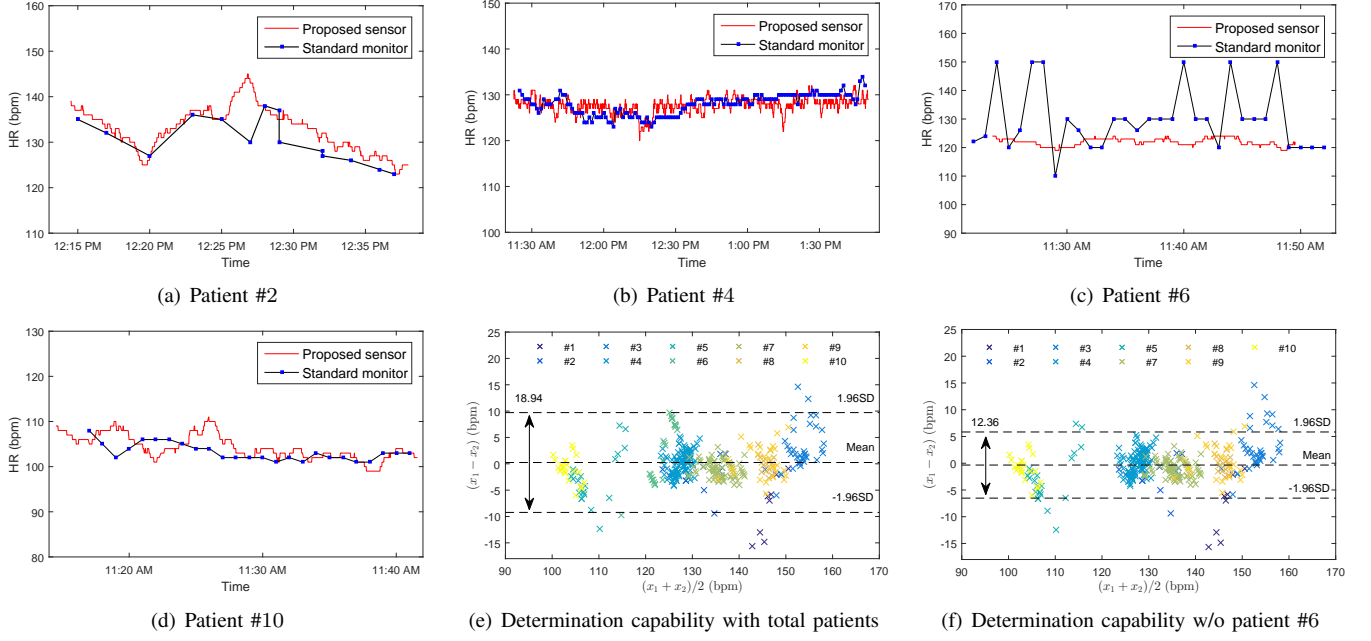 160
150
140
130
120
110
HR (bpm)
Proposed sensor
Standard monitor
12:15 PM
12:20 PM
12:25 PM
12:30 PM
12:35 PM
Time
(a) Patient #2
150
140
130
120
110
100
HR (bpm)
Proposed sensor
Standard monitor
11:30 AM
12:00 PM
12:30 PM
1:00 PM
1:30 PM
Time
(b) Patient #4
170
160
150
140
130
120
110
100
90
HR (bpm)
Proposed sensor
Standard monitor
11:30 AM
11:40 AM
11:50 AM
Time
(c) Patient #6
130
120
110
100
90
80
HR (bpm)
Proposed sensor
Standard monitor
11:20 AM
11:30 AM
11:40 AM
Time
(d) Patient #10
25
20
15
10
5
0
-5
-10
-15
(x₁ − x₂) (bpm)
#1 #3 #5 #7 #9
#2 #4 #6 #8 #10
18.94
1.96SD
Mean
-1.96SD
90 100 110 120 130 140 150 160 170
(x₁ + x₂)/2 (bpm)
(e) Determination capability with total patients
25
20
15
10
5
0
-5
-10
-15
(x₁ − x₂) (bpm)
#1 #3 #5 #8 #10
#2 #4 #7 #9
12.36
1.96SD
Mean
-1.96SD
90 100 110 120 130 140 150 160 170
(x₁ + x₂)/2 (bpm)
(f) Determination capability w/o patient #6